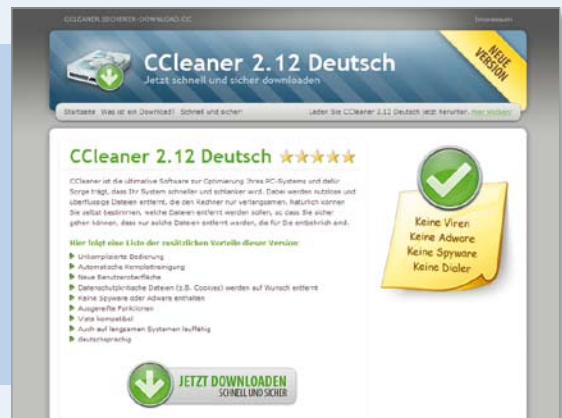 CCLEANER.SICHERER-DOWNLOAD.CC
Impressum
CCleaner 2.12 Deutsch
Jetzt schnell und sicher downloaden
NEUE VERSION
Startseite Was ist ein Download? Schnell und sicher!
Laden Sie CCleaner 2.12 Deutsch jetzt herunter. Hier klicken!
CCleaner 2.12 Deutsch
CCleaner ist die ultimative Software zur Optimierung Ihres PC-Systems und dafür
Sorge trägt, dass Ihr System schneller und schlanker wird. Dabei werden nutzlose und
überflüssige Dateien entfernt, die den Rechner nur verlangsamen. Natürlich können
Sie selbst bestimmen, welche Dateien entfernt werden sollen, so dass Sie sicher
gehen können, dass nur solche Dateien entfernt werden, die für Sie entbehrlich sind.
Hier folgt eine Liste der zusätzlichen Vorteile dieser Version:
Unkomplizierte Bedienung
Automatische Komplettreinigung
Neue Benutzeroberfläche
Datenschutzkritische Dateien (z.B. Cookies) werden auf Wunsch entfernt
Keine Spyware oder Adware enthalten
Ausgereifte Funktionen
Vista kompatibel
Auch auf langsamen Systemen lauffähig
deutschsprachig
Keine Viren
Keine Adware
Keine Spyware
Keine Dialer
JETZT DOWNLOADEN
SCHNELL UND SICHER